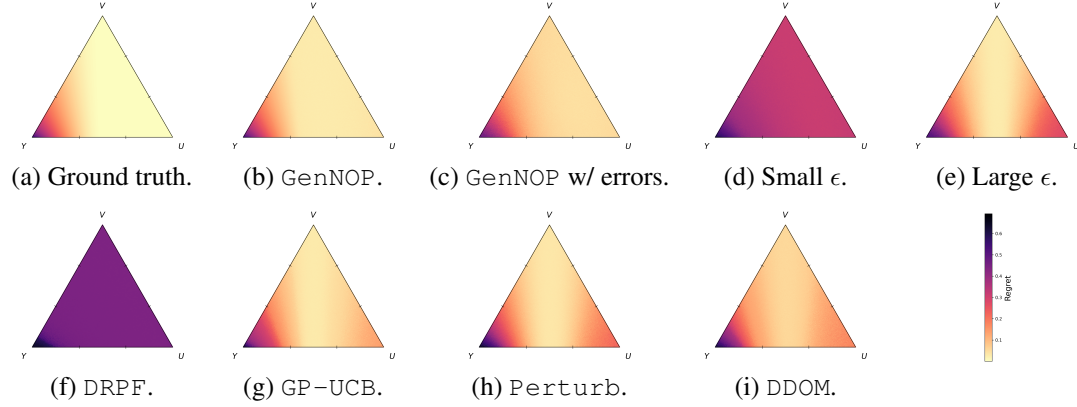 V V V V V
Y U Y U Y U Y U Y U
(a) Ground truth. (b) GenNOP. (c) GenNOP w/ errors. (d) Small ϵ. (e) Large ϵ.
V V V V
0.6
0.5
0.4
0.3
0.2
0.1
Regret
Y U Y U Y U Y U
(f) DRPF. (g) GP-UCB. (h) Perturb. (i) DDOM.